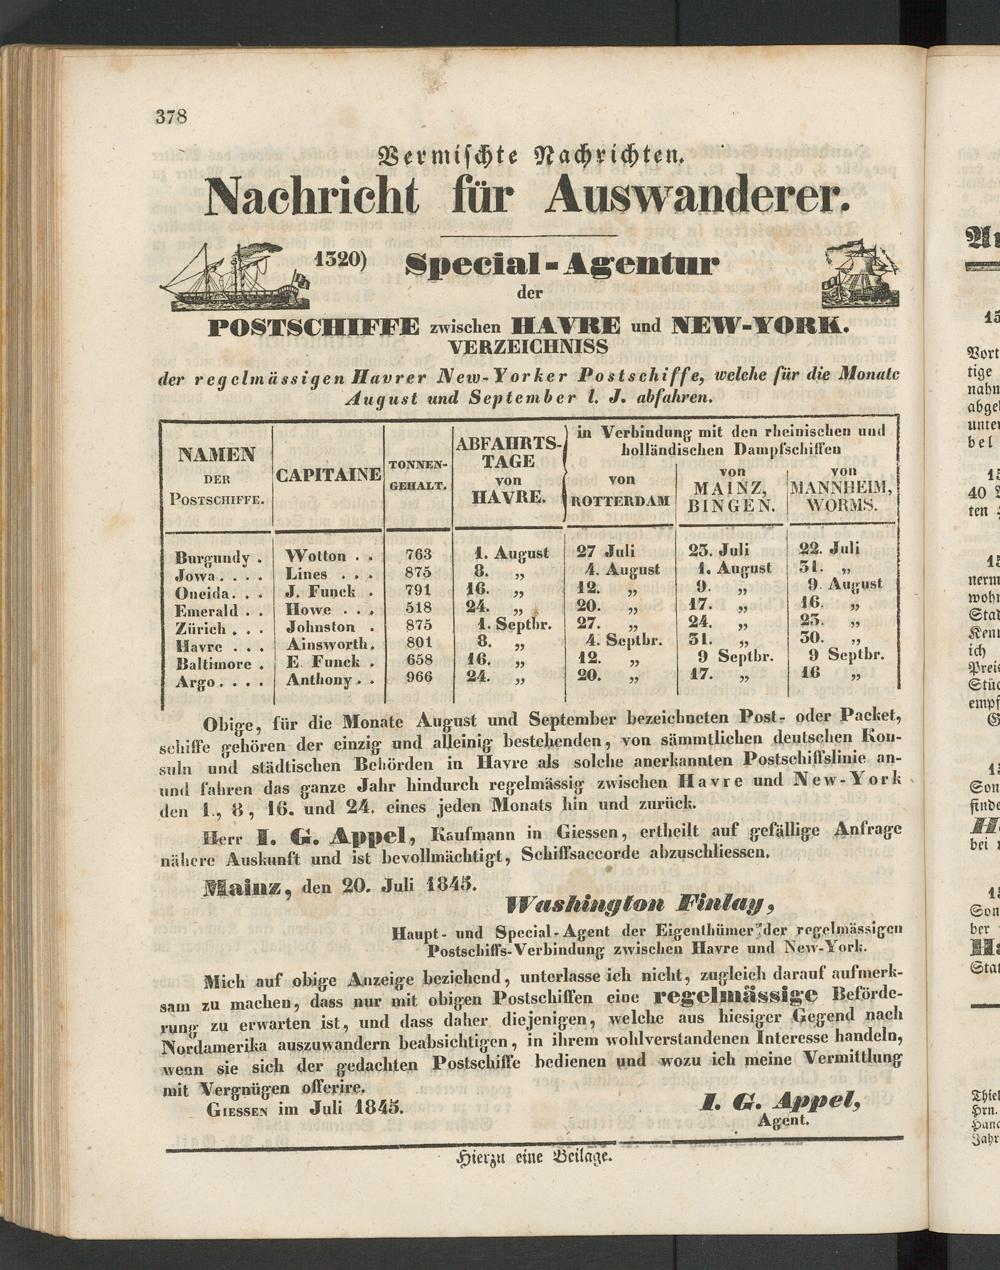 378
Vermischte Nachrichten.
Nachricht für Auswanderer.
1320) Special-Agentur
der
POSTSCHIFFE zwischen HAVRE und NEW-YORK.
VERZEICHNISS
der regelmässigen Havrer New-Yorker Postschiffe, welche für die Monate
August und September l. J. abfahren.
NAMEN DER POSTSCHIFFE. | CAPITAINE | TONNEN-GEHALT. | ABFAHRTS-TAGE von HAVRE. | in Verbindung mit den rheinischen und holländischen Dampfschiffen
von ROTTERDAM | von MAINZ, BINGEN. | von MANNHEIM, WORMS.
Burgundy . Wotton . . 763 1. August 27 Juli 23. Juli 22. Juli
Jowa . . . . Lines . . . 875 8. „ 4. August 1. August 31. „
Oneida. . . J. Funck . 791 16. „ 12. „ 9. „ 9. August
Emerald . . Howe . . . 518 24. „ 20. „ 17. „ 16. „
Zürich . . . Johnston . 875 1. Septbr. 27. „ 24. „ 23. „
Havre . . . Ainsworth. 801 8. „ 4. Septbr. 31. „ 30. „
Baltimore . E. Funck . 658 16. „ 12. „ 9 Septbr. 9 Septbr.
Argo. . . . Anthony . . 966 24. „ 20. „ 17. „ 16 „
Obige, für die Monate August und September bezeichneten Post- oder Packet,
schiffe gehören der einzig und alleinig bestehenden, von sämmtlichen deutschen Kon-
suln und städtischen Behörden in Havre als solche anerkannten Postschiffslinie an-
und fahren das ganze Jahr hindurch regelmässig zwischen Havre und New-York
den 1., 8, 16. und 24. eines jeden Monats hin und zurück.
Herr I. G. Appel, Kaufmann in Giessen, ertheilt auf gefällige Anfrage
nähere Auskunft und ist bevollmächtigt, Schiffsaccorde abzuschliessen.
Mainz, den 20. Juli 1845.
Washington Finlay,
Haupt- und Special-Agent der Eigenthümer der regelmässigen
Postschiffs-Verbindung zwischen Havre und New-York.
Mich auf obige Anzeige beziehend, unterlasse ich nicht, zugleich darauf aufmerk-
sam zu machen, dass nur mit obigen Postschiffen eine regelmässige Beförde-
rung zu erwarten ist, und dass daher diejenigen, welche aus hiesiger Gegend nach
Nordamerika auszuwandern beabsichtigen, in ihrem wohlverstandenen Interesse handeln,
wenn sie sich der gedachten Postschiffe bedienen und wozu ich meine Vermittlung
mit Vergnügen offerire.
GIESSEN im Juli 1845.
I. G. Appel,
Agent.
Hierzu eine Beilage.